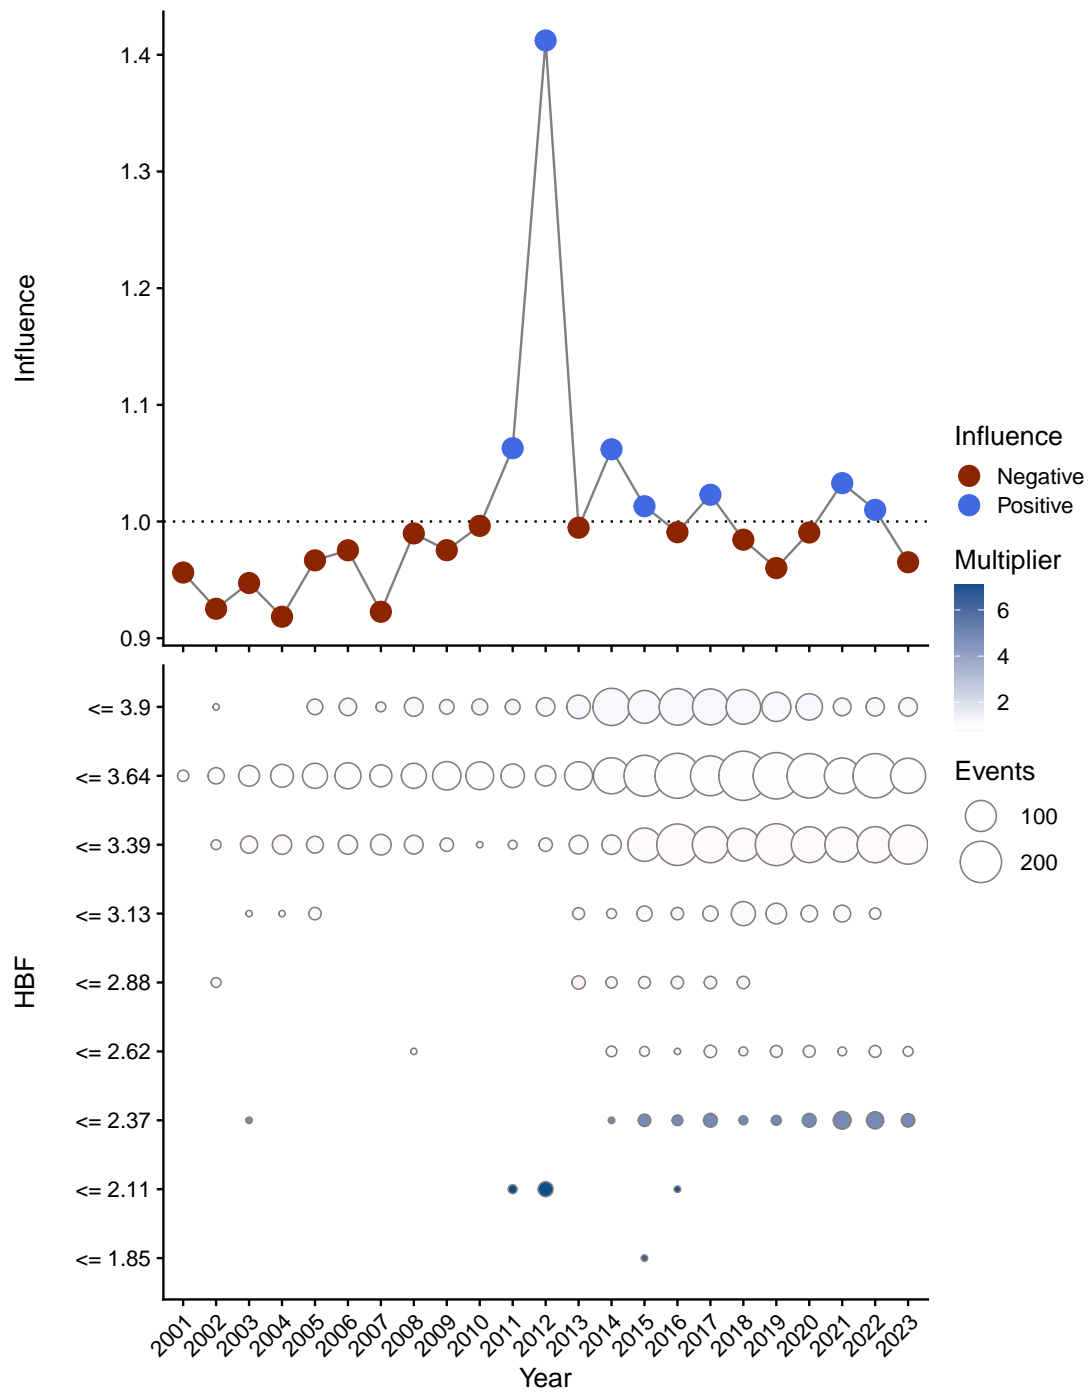 Influence
1.4
1.3
1.2
1.1
1.0
0.9
HBF
<= 3.9
<= 3.64
<= 3.39
<= 3.13
<= 2.88
<= 2.62
<= 2.37
<= 2.11
<= 1.85
2001 2002 2003 2004 2005 2006 2007 2008 2009 2010 2011 2012 2013 2014 2015 2016 2017 2018 2019 2020 2021 2022 2023
Year
Influence
Negative
Positive
Multiplier
6
4
2
Events
100
200